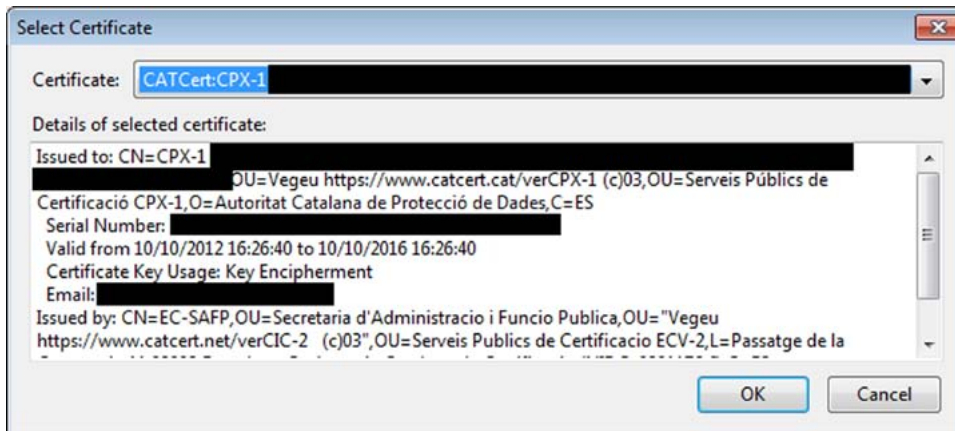 Select Certificate
Certificate: CATCert:CPX-1
Details of selected certificate:
Issued to: CN=CPX-1
,OU=Vegeu https://www.catcert.cat/verCPX-1 (c)03,OU=Serveis Públics de
Certificació CPX-1,O=Autoritat Catalana de Protecció de Dades,C=ES
Serial Number:
Valid from 10/10/2012 16:26:40 to 10/10/2016 16:26:40
Certificate Key Usage: Key Encipherment
Email:
Issued by: CN=EC-SAFP,OU=Secretaria d'Administracio i Funcio Publica,OU="Vegeu
https://www.catcert.net/verCIC-2 (c)03",OU=Serveis Publics de Certificacio ECV-2,L=Passatge de la
OK Cancel